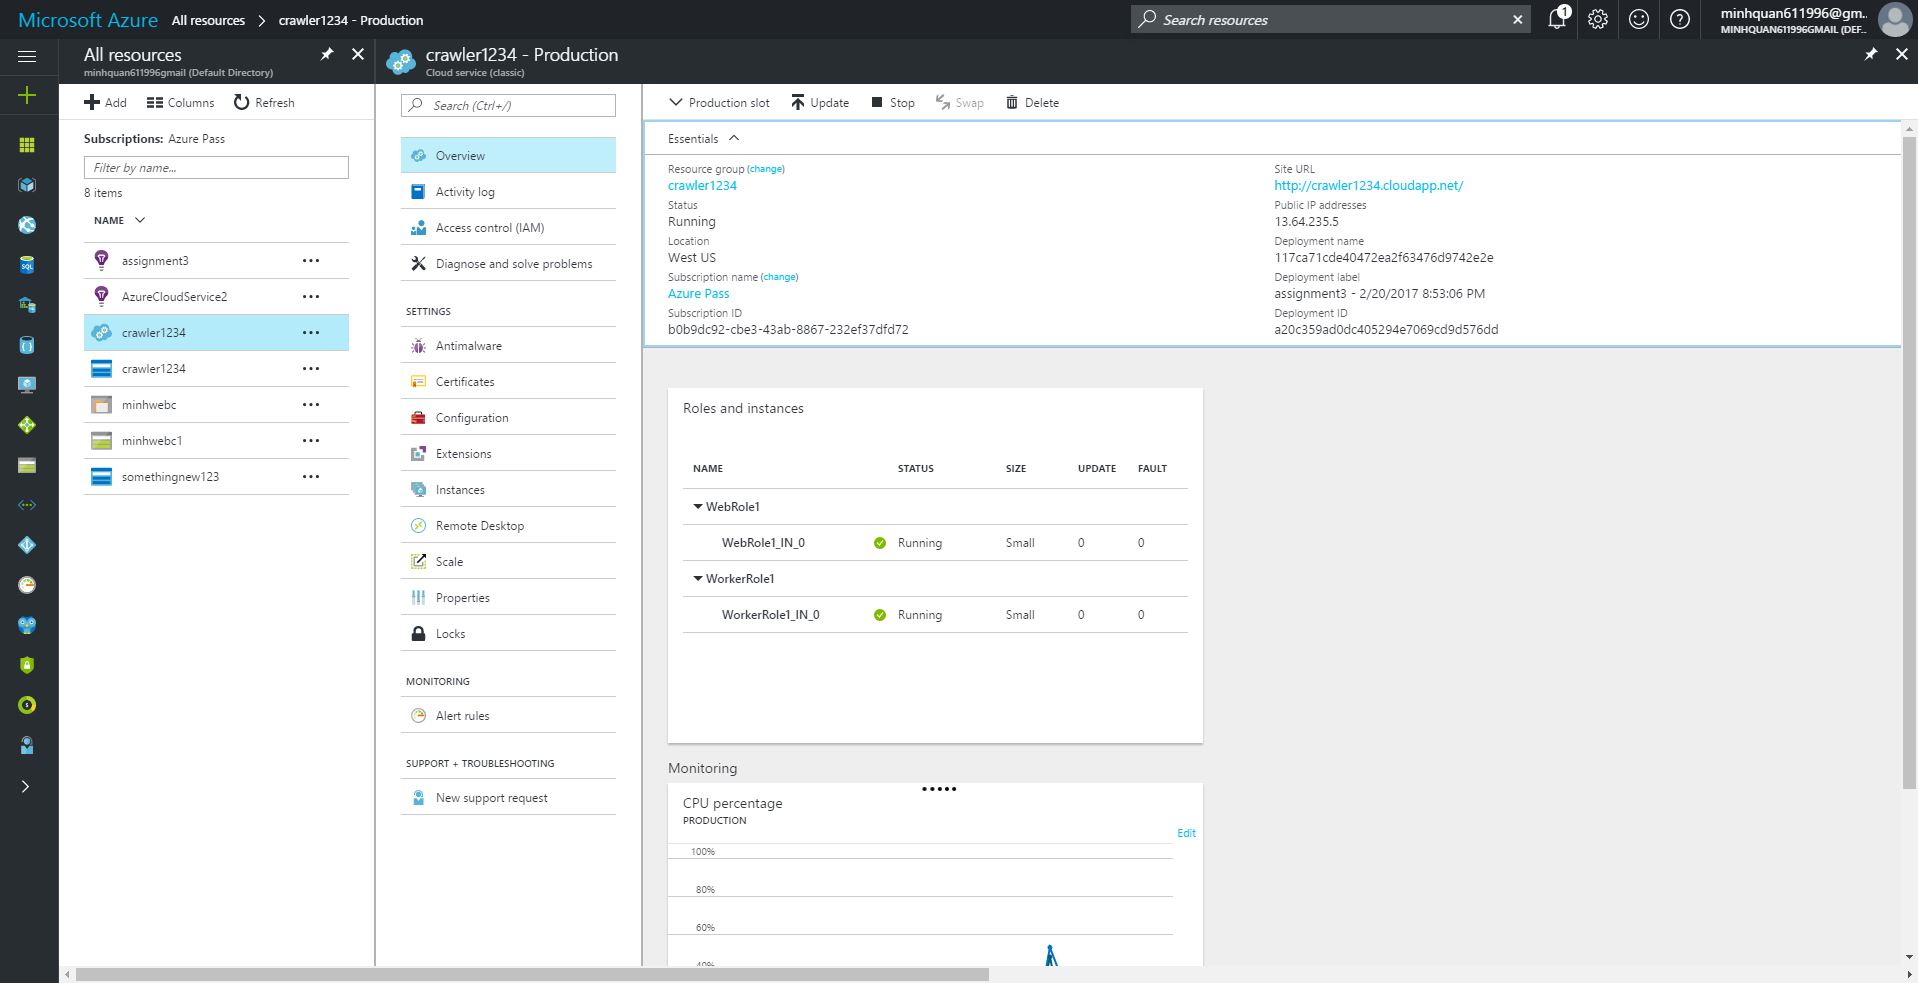 Microsoft Azure All resources > crawler1234 - Production
Search resources
1
minhquan611996@gm..
MINHQUAN611996GMAIL (DEF...
All resources
minhquan611996gmail (Default Directory)
Add Columns Refresh
Subscriptions: Azure Pass
Filter by name...
8 items
NAME
assignment3
AzureCloudService2
crawler1234
crawler1234
minhwebc
minhwebc1
somethingnew123
crawler1234 - Production
Cloud service (classic)
Search (Ctrl+/)
Overview
Activity log
Access control (IAM)
Diagnose and solve problems
SETTINGS
Antimalware
Certificates
Configuration
Extensions
Instances
Remote Desktop
Scale
Properties
Locks
MONITORING
Alert rules
SUPPORT + TROUBLESHOOTING
New support request
Production slot Update Stop Swap Delete
Essentials
Resource group (change)
crawler1234
Status
Running
Location
West US
Subscription name (change)
Azure Pass
Subscription ID
b0b9dc92-cbe3-43ab-8867-232ef37dfd72
Site URL
http://crawler1234.cloudapp.net/
Public IP addresses
13.64.235.5
Deployment name
117ca71cde40472ea2f63476d9742e2e
Deployment label
assignment3 - 2/20/2017 8:53:06 PM
Deployment ID
a20c359ad0dc405294e7069cd9d576dd
Roles and instances
NAME STATUS SIZE UPDATE FAULT
WebRole1
WebRole1_IN_0 Running Small 0 0
WorkerRole1
WorkerRole1_IN_0 Running Small 0 0
Monitoring
CPU percentage
PRODUCTION
Edit
100%
80%
60%
40%